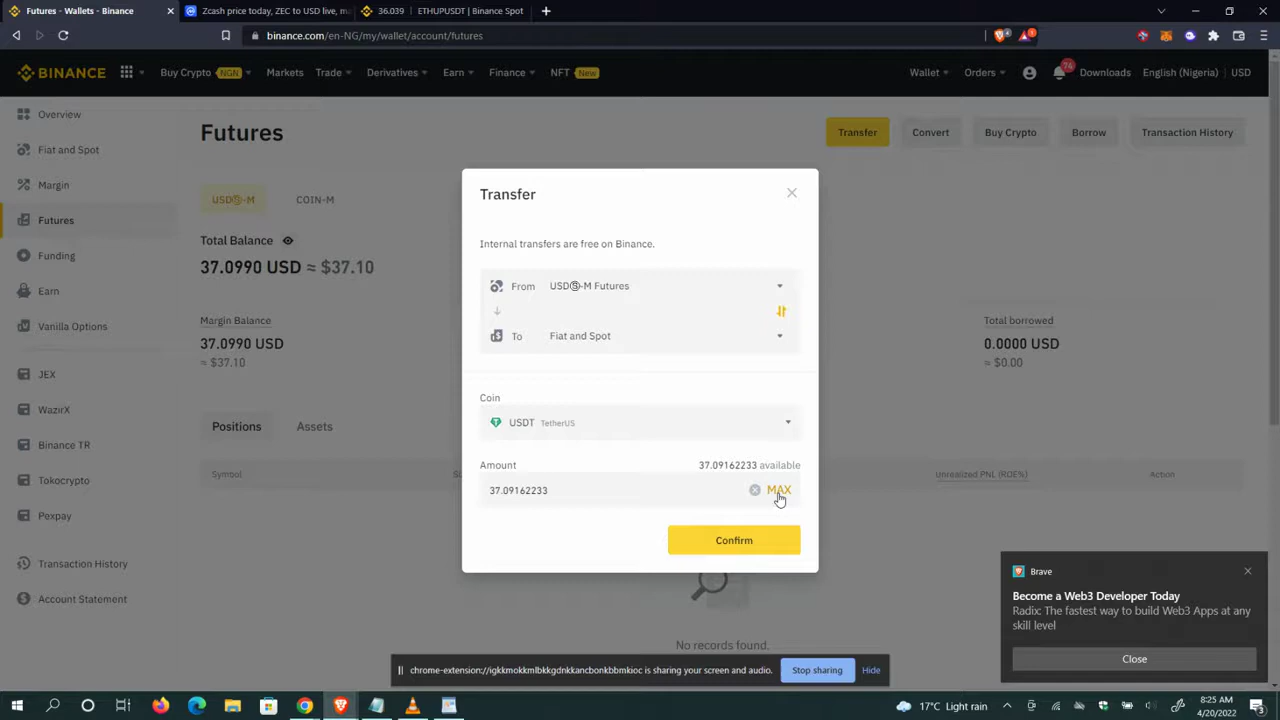 Futures - Wallets - Binance
Zcash price today, ZEC to USD live, m
36.039 | ETHUPUSDT | Binance Spot
binance.com/en-NG/my/wallet/account/futures
BINANCE
Buy Crypto NGN
Markets
Trade
Derivatives
Earn
Finance
NFT New
Wallet
Orders
74
Downloads
English (Nigeria)
USD
Overview
Fiat and Spot
Margin
Futures
Funding
Earn
Vanilla Options
JEX
WazirX
Binance TR
Tokocrypto
Pexpay
Transaction History
Account Statement
Futures
Transfer
Convert
Buy Crypto
Borrow
Transaction History
USDⓈ-M
COIN-M
Total Balance
37.0990 USD ≈ $37.10
Margin Balance
37.0990 USD
≈ $37.10
Total borrowed
0.0000 USD
≈ $0.00
Positions
Assets
Symbol
Unrealized PNL (ROE%)
Action
No records found.
Transfer
Internal transfers are free on Binance.
From USDⓈ-M Futures
To Fiat and Spot
Coin
USDT TetherUS
Amount
37.09162233 available
37.09162233
MAX
Confirm
Brave
Become a Web3 Developer Today
Radix: The fastest way to build Web3 Apps at any
skill level
Close
chrome-extension://igkkmokkmlbkkgdnkkancbonkbbmkioc is sharing your screen and audio.
Stop sharing
Hide
17°C Light rain
8:25 AM
4/20/2022